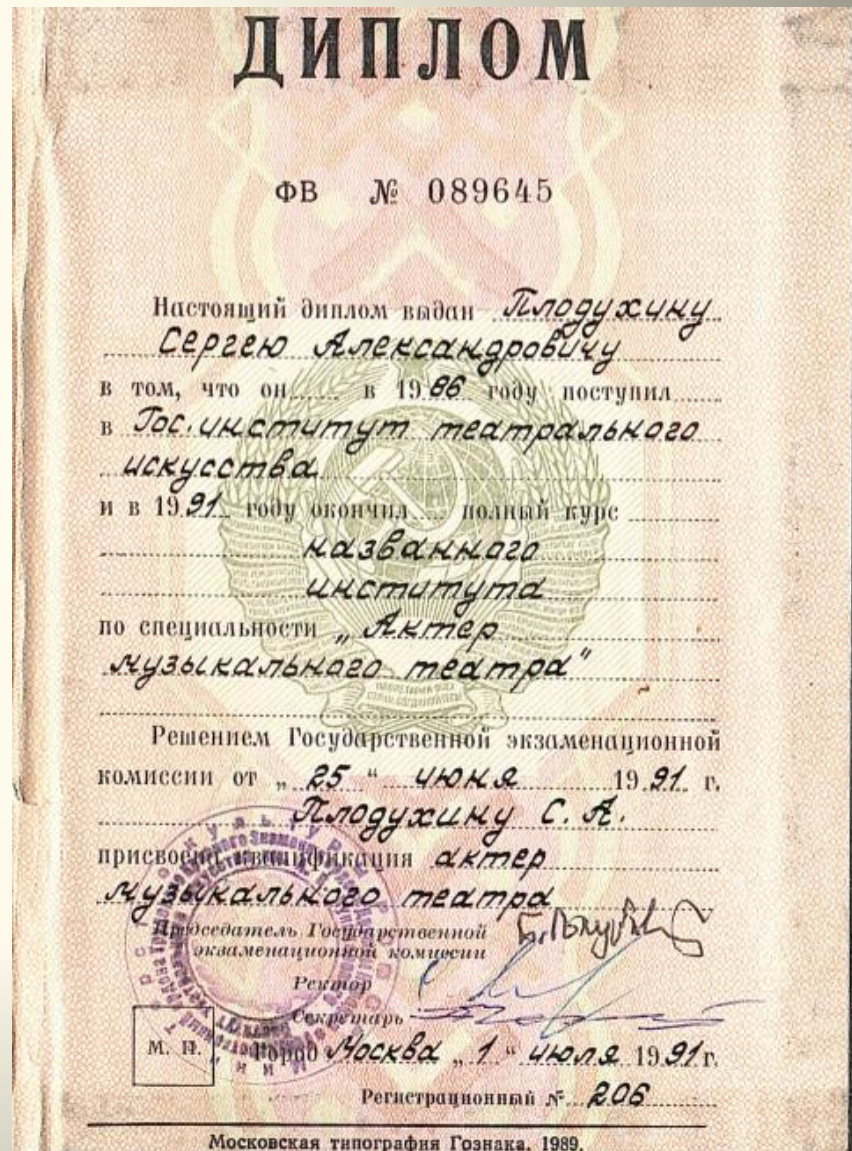 ДИПЛОМ
ФВ № 089645
Настоящий диплом выдан Плодухину
Сергею Александровичу
в том, что он в 1986 году поступил
в Гос. институт театрального
искусства
и в 1991 году окончил полный курс
названного
института
по специальности „Актер
музыкального театра"
Решением Государственной экзаменационной
комиссии от „25" июня 1991 г.
Плодухину С. А.
присвоена квалификация актер
музыкального театра
Председатель Государственной
экзаменационной комиссии
Ректор
Секретарь
М. П. Город Москва „1" июля 1991 г.
Регистрационный № 206
Московская типография Гознака. 1989.